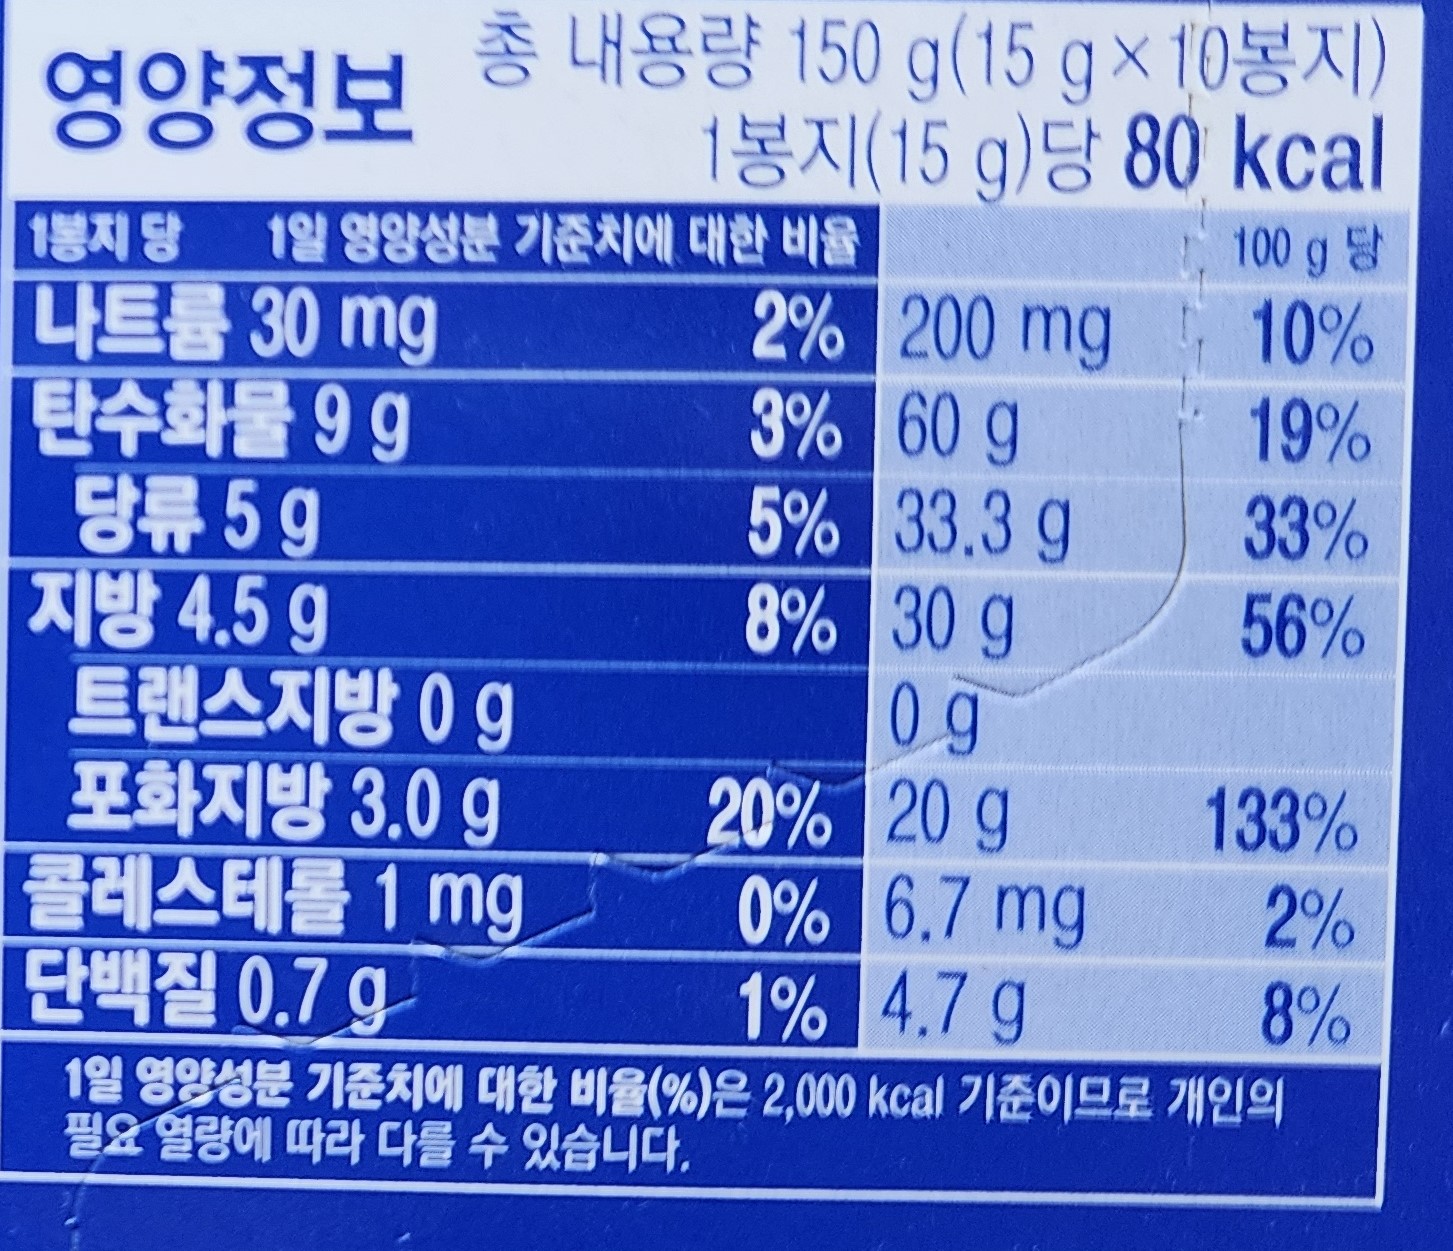 영양정보
총 내용량 150 g(15 g×10봉지)
1봉지(15 g)당 80 kcal
1봉지 당 1일 영양성분 기준치에 대한 비율 100 g 당
나트륨 30 mg 2% 200 mg 10%
탄수화물 9 g 3% 60 g 19%
당류 5 g 5% 33.3 g 33%
지방 4.5 g 8% 30 g 56%
트랜스지방 0 g 0 g
포화지방 3.0 g 20% 20 g 133%
콜레스테롤 1 mg 0% 6.7 mg 2%
단백질 0.7 g 1% 4.7 g 8%
1일 영양성분 기준치에 대한 비율(%)은 2,000 kcal 기준이므로 개인의
필요 열량에 따라 다를 수 있습니다.